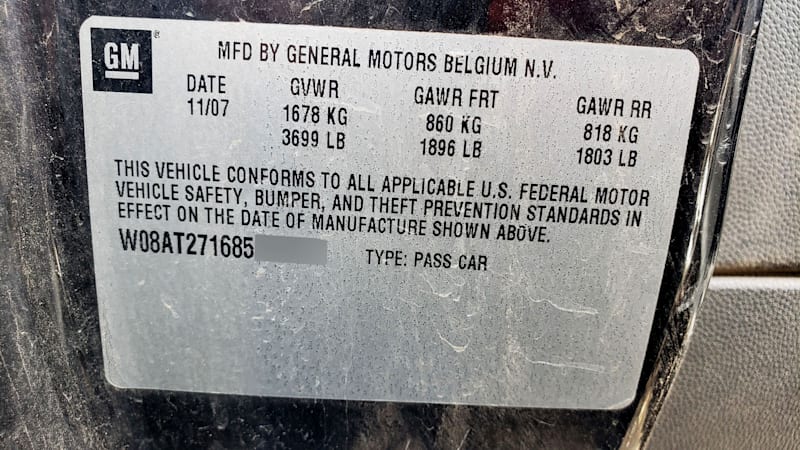 GM
MFD BY GENERAL MOTORS BELGIUM N.V.
DATE GVWR GAWR FRT GAWR RR
11/07 1678 KG 860 KG 818 KG
3699 LB 1896 LB 1803 LB
THIS VEHICLE CONFORMS TO ALL APPLICABLE U.S. FEDERAL MOTOR
VEHICLE SAFETY, BUMPER, AND THEFT PREVENTION STANDARDS IN
EFFECT ON THE DATE OF MANUFACTURE SHOWN ABOVE.
W08AT271685 TYPE: PASS CAR